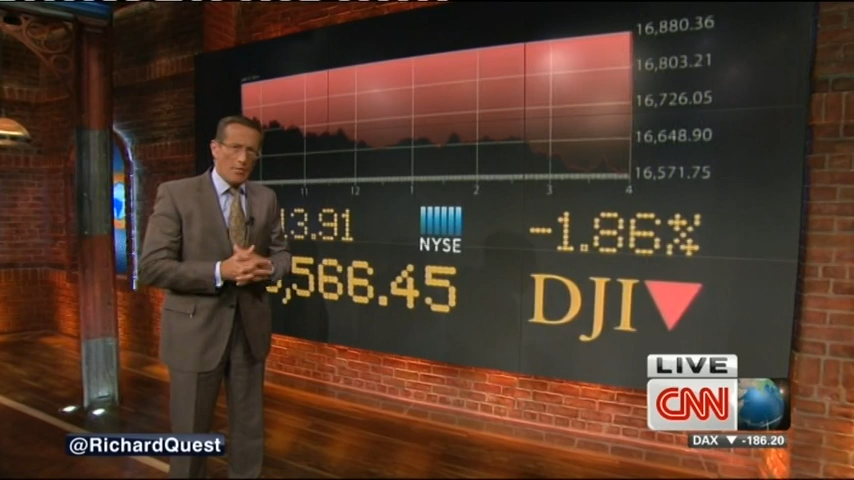 16,880.36
16,803.21
16,726.05
16,648.90
16,571.75
11 12 1 2 3 4
13.91
NYSE
-1.86%
,566.45
DJI
LIVE
CNN
DAX ▼ -186.20
@RichardQuest